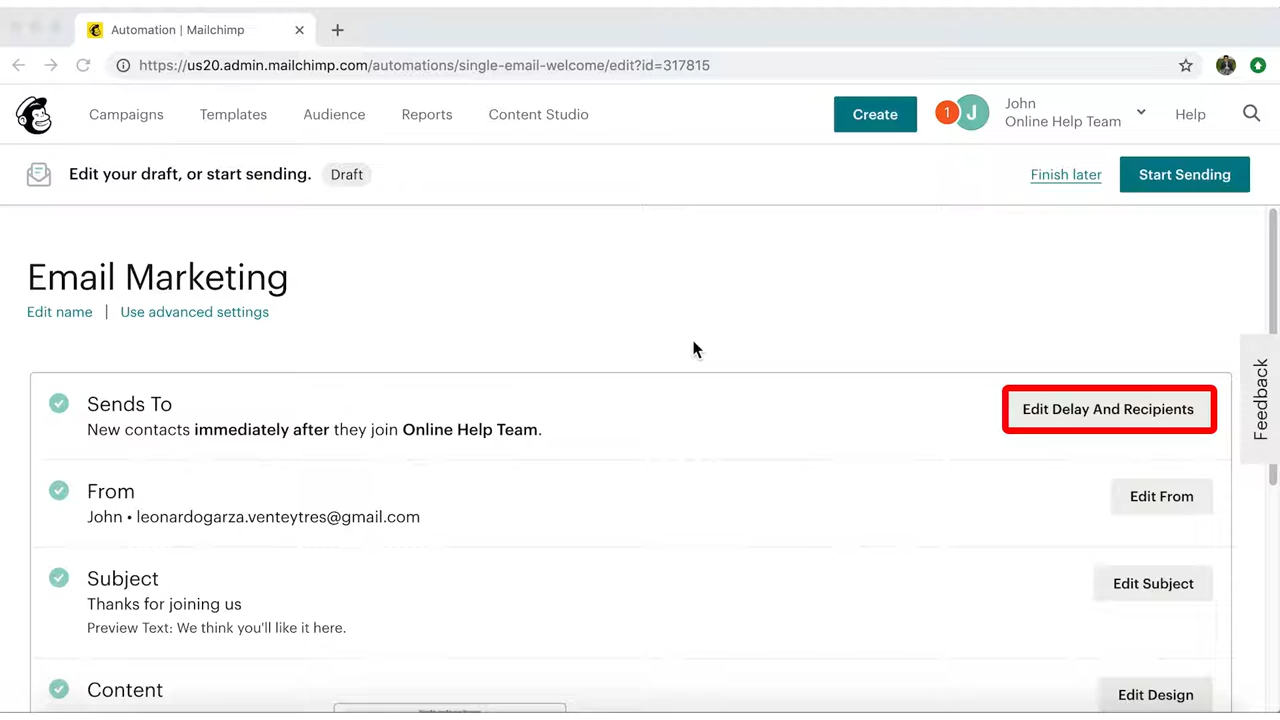 Automation | Mailchimp
https://us20.admin.mailchimp.com/automations/single-email-welcome/edit?id=317815
Campaigns Templates Audience Reports Content Studio Create 1 J John Online Help Team Help
Edit your draft, or start sending. Draft Finish later Start Sending
Email Marketing
Edit name | Use advanced settings
Feedback
Sends To Edit Delay And Recipients
New contacts immediately after they join Online Help Team.
From Edit From
John • leonardogarza.venteytres@gmail.com
Subject Edit Subject
Thanks for joining us
Preview Text: We think you'll like it here.
Content Edit Design